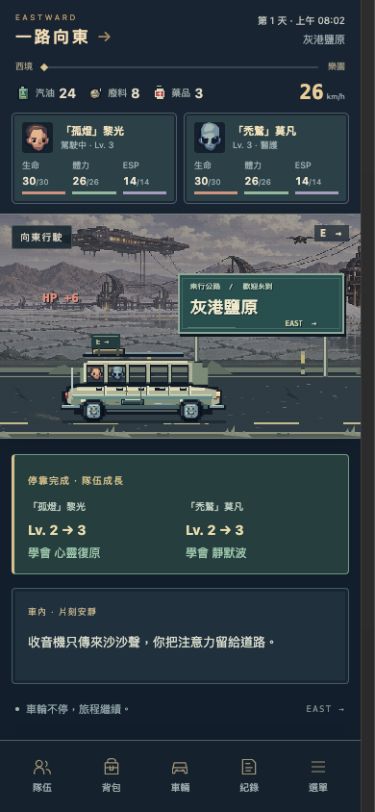 EASTWARD
一路向東 →
第 1 天 · 上午 08:02
灰港鹽原
西境
樂園
汽油 24
廢料 8
藥品 3
26 km/h
「孤燈」黎光
駕駛中 · Lv. 3
生命
體力
ESP
30/30
26/26
14/14
「禿鷲」莫凡
Lv. 3 · 醫護
生命
體力
ESP
30/30
26/26
14/14
向東行駛
E →
HP +6
東行公路 / 歡迎來到
灰港鹽原
EAST →
E →
停靠完成 · 隊伍成長
「孤燈」黎光
Lv. 2 → 3
學會 心靈復原
「禿鷲」莫凡
Lv. 2 → 3
學會 靜默波
車內 · 片刻安靜
收音機只傳來沙沙聲，你把注意力留給道路。
• 車輪不停，旅程繼續。
EAST →
隊伍
背包
車輛
紀錄
選單